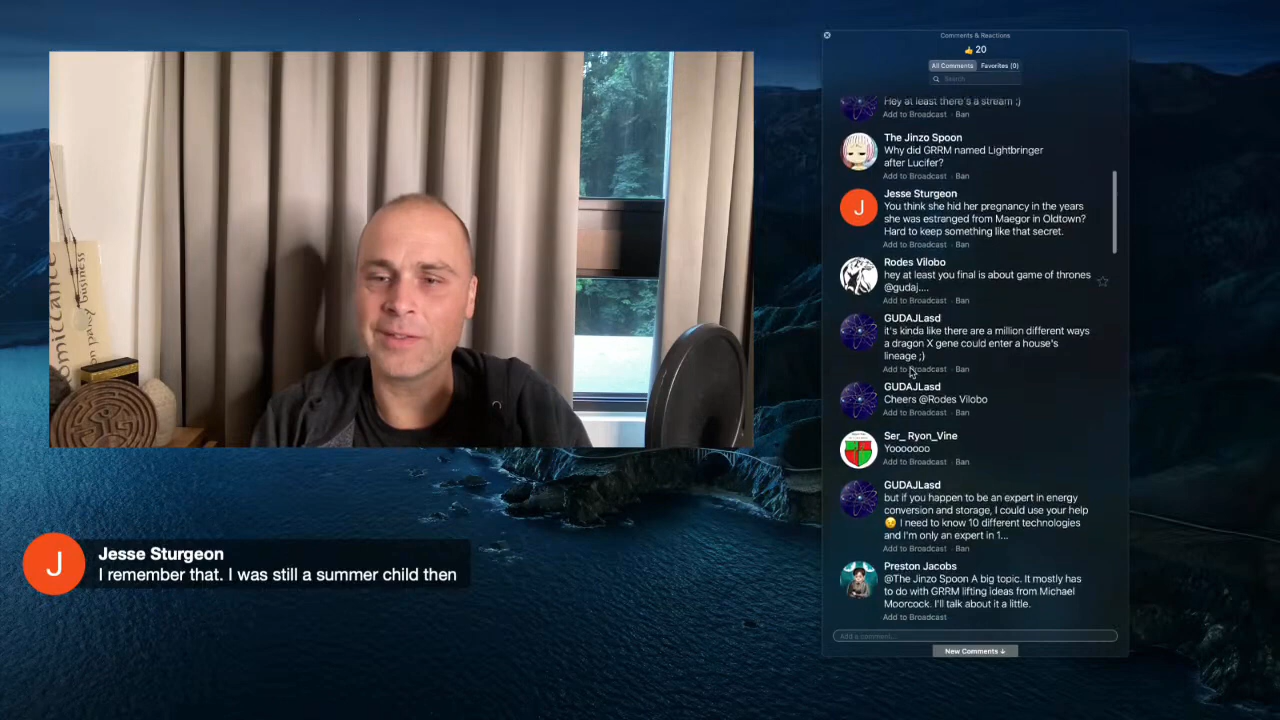 omittance
on pancy
business
Jesse Sturgeon
I remember that. I was still a summer child then
Comments & Reactions
👍 20
All Comments Favorites (0)
Search
Hey at least there's a stream ;)
Add to Broadcast · Ban
The Jinzo Spoon
Why did GRRM named Lightbringer
after Lucifer?
Add to Broadcast · Ban
J
Jesse Sturgeon
You think she hid her pregnancy in the years
she was estranged from Maegor in Oldtown?
Hard to keep something like that secret.
Add to Broadcast · Ban
Rodes Vilobo
hey at least you final is about game of thrones
@gudaj....
Add to Broadcast · Ban
GUDAJLasd
it's kinda like there are a million different ways
a dragon X gene could enter a house's
lineage ;)
Add to Broadcast · Ban
GUDAJLasd
Cheers @Rodes Vilobo
Add to Broadcast · Ban
Ser_ Ryon_Vine
Yooooooo
Add to Broadcast · Ban
GUDAJLasd
but if you happen to be an expert in energy
conversion and storage, I could use your help
😉 I need to know 10 different technologies
and I'm only an expert in 1...
Add to Broadcast · Ban
Preston Jacobs
@The Jinzo Spoon A big topic. It mostly has
to do with GRRM lifting ideas from Michael
Moorcock. I'll talk about it a little.
Add to Broadcast
Add a comment...
New Comments ↓
J